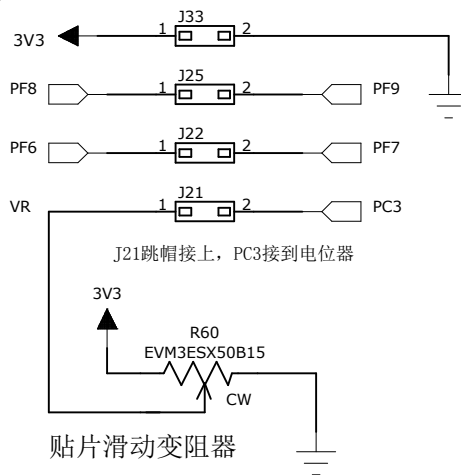 J33
3V3 1 2
J25
PF8 1 2 PF9
J22
PF6 1 2 PF7
J21
VR 1 2 PC3
J21跳帽接上，PC3接到电位器
3V3
R60
EVM3ESX50B15
CW
贴片滑动变阻器